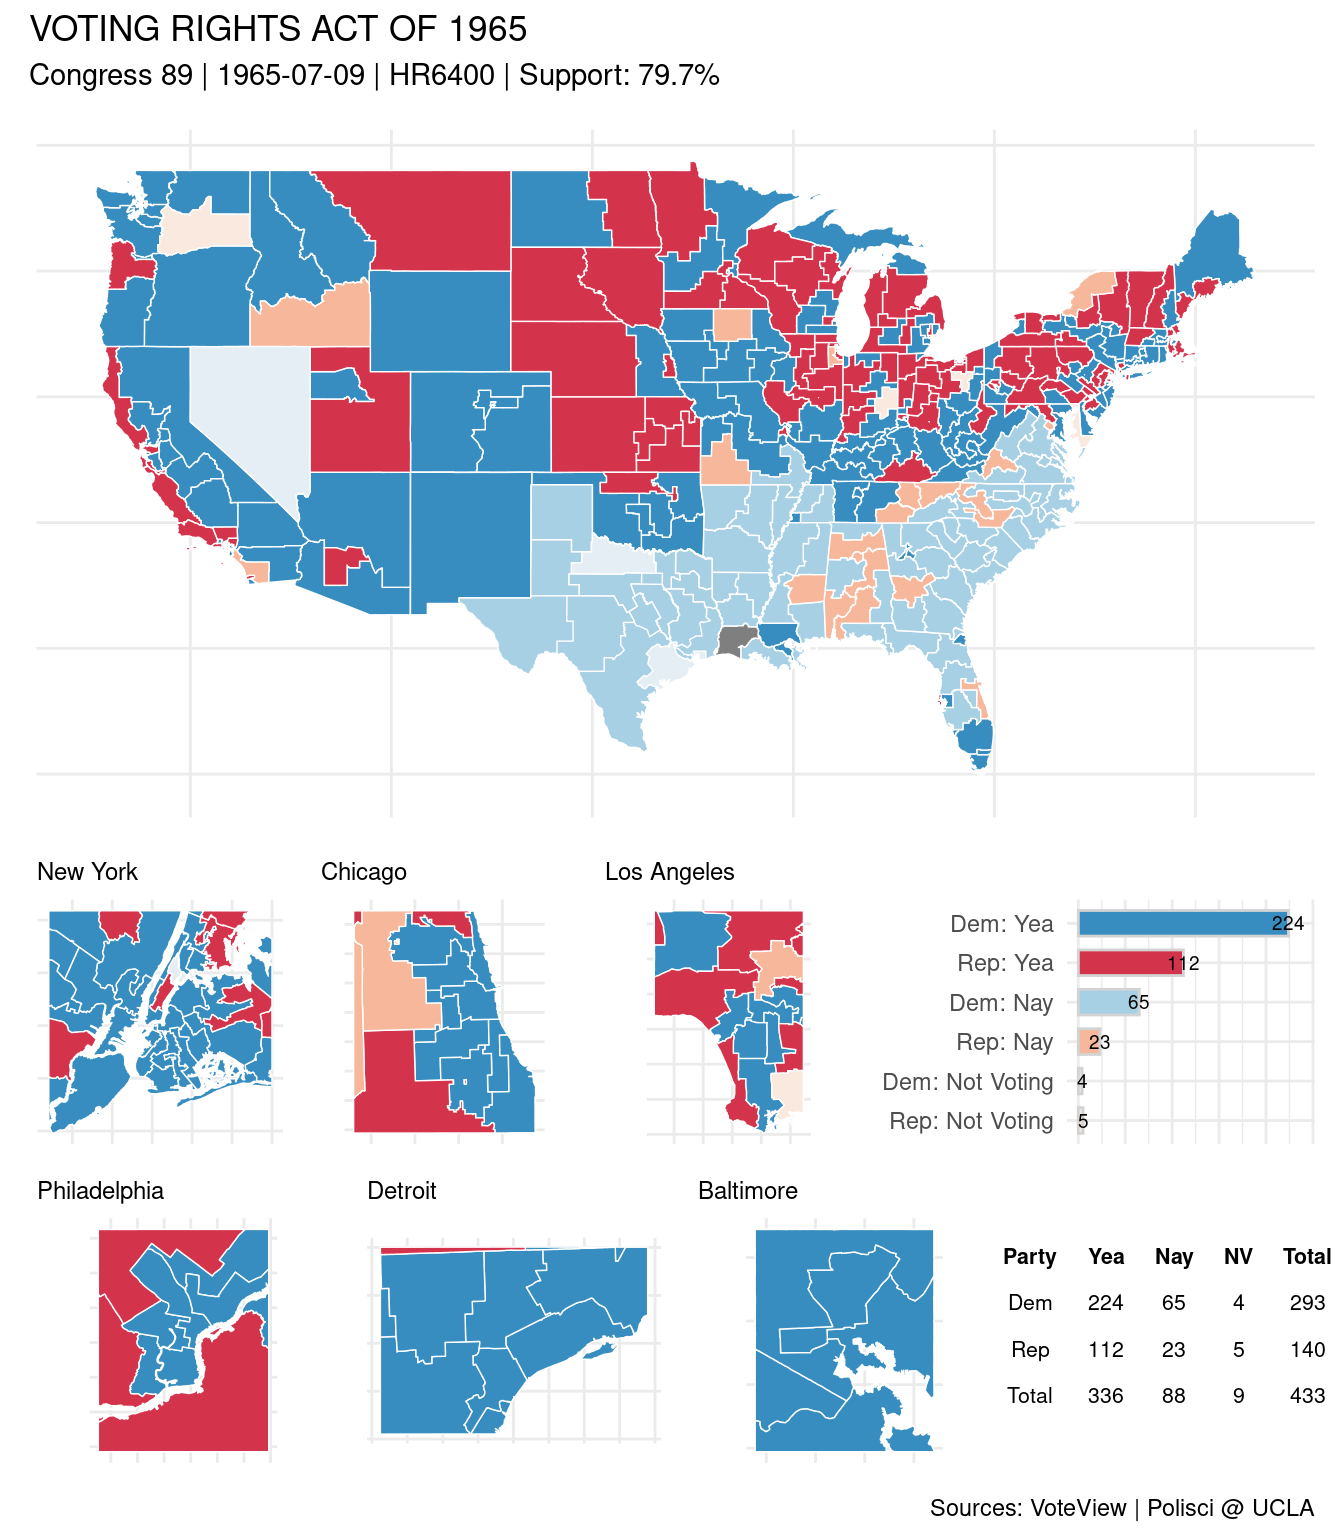 VOTING RIGHTS ACT OF 1965
Congress 89 | 1965-07-09 | HR6400 | Support: 79.7%
New York
Chicago
Los Angeles
Dem: Yea 224
Rep: Yea 112
Dem: Nay 65
Rep: Nay 23
Dem: Not Voting 4
Rep: Not Voting 5
Philadelphia
Detroit
Baltimore
Party Yea Nay NV Total
Dem 224 65 4 293
Rep 112 23 5 140
Total 336 88 9 433
Sources: VoteView | Polisci @ UCLA